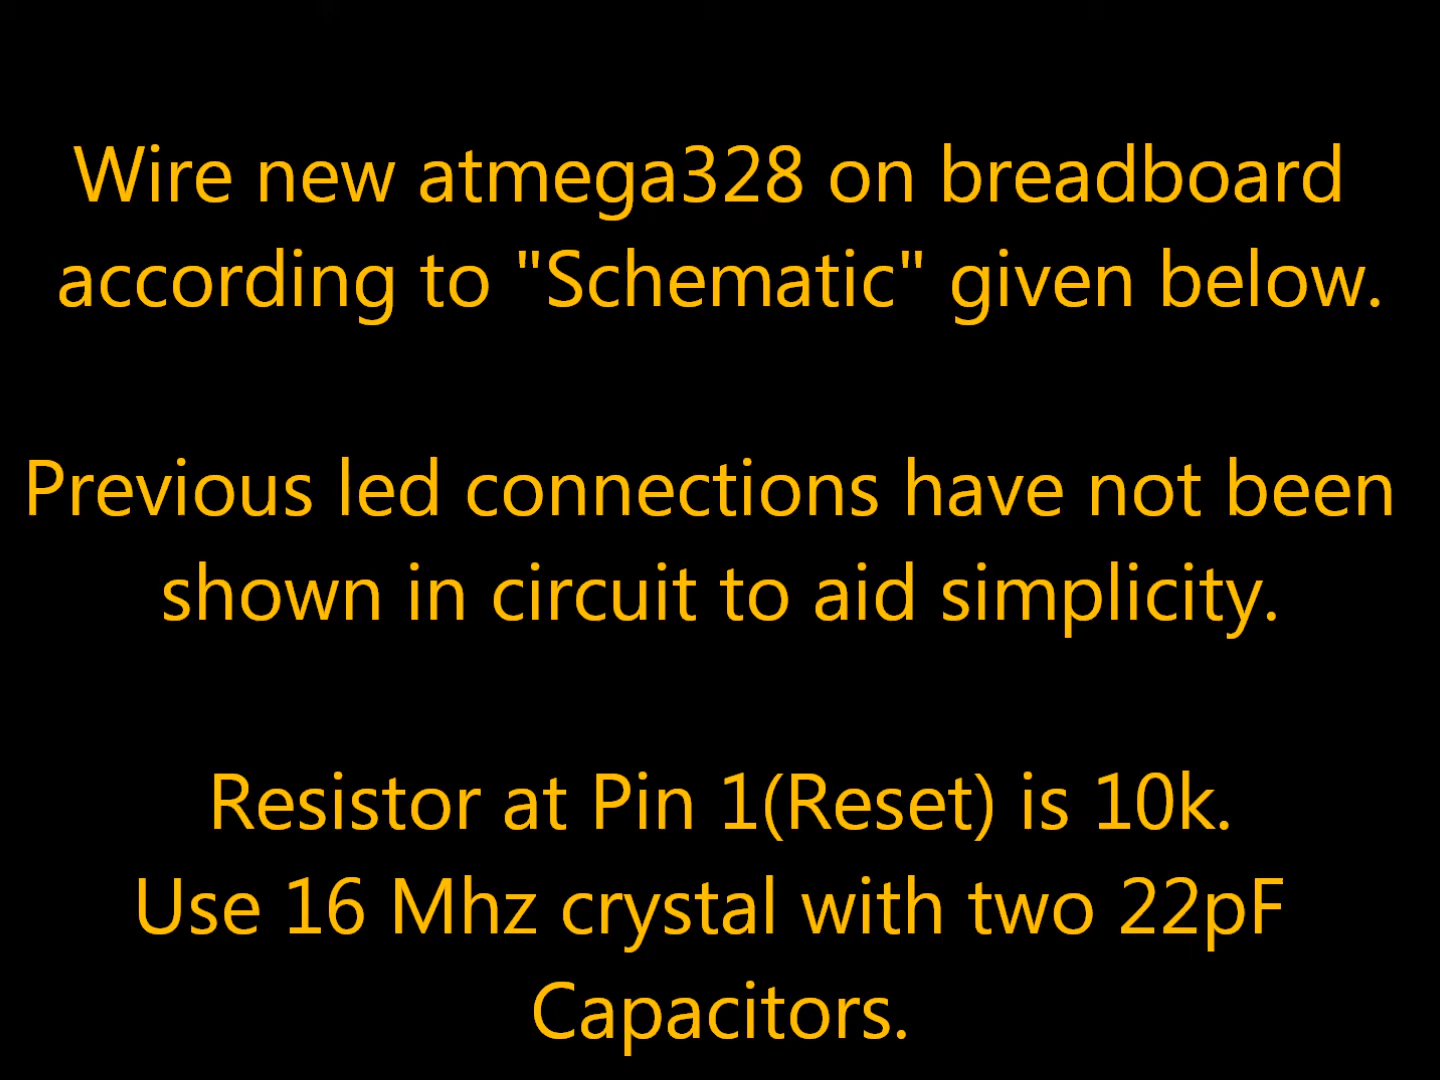 Wire new atmega328 on breadboard
according to "Schematic" given below.
Previous led connections have not been
shown in circuit to aid simplicity.
Resistor at Pin 1(Reset) is 10k.
Use 16 Mhz crystal with two 22pF
Capacitors.